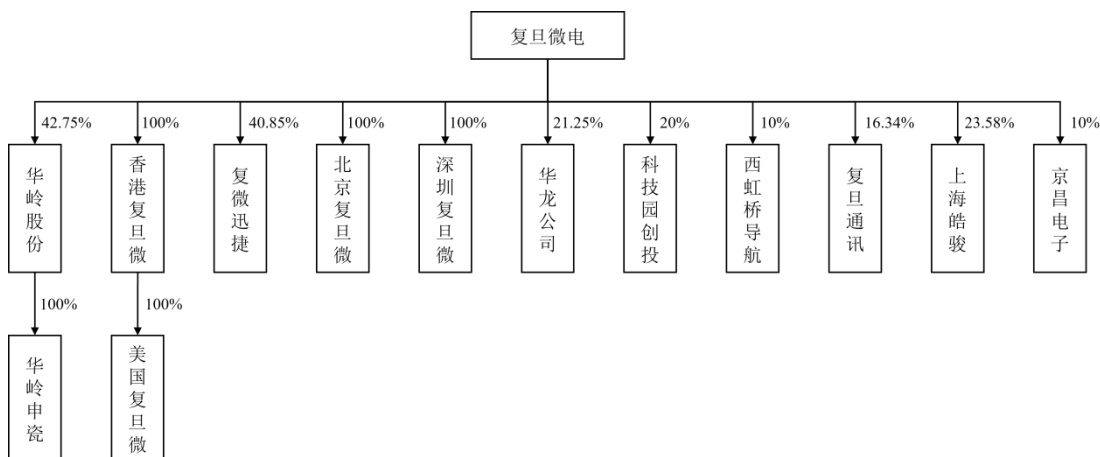 复旦微电
42.75%
100%
40.85%
100%
100%
21.25%
20%
10%
16.34%
23.58%
10%
华岭股份
香港复旦微
复微迅捷
北京复旦微
深圳复旦微
华龙公司
科技园创投
西虹桥导航
复旦通讯
上海皓骏
京昌电子
100%
100%
华岭申瓷
美国复旦微